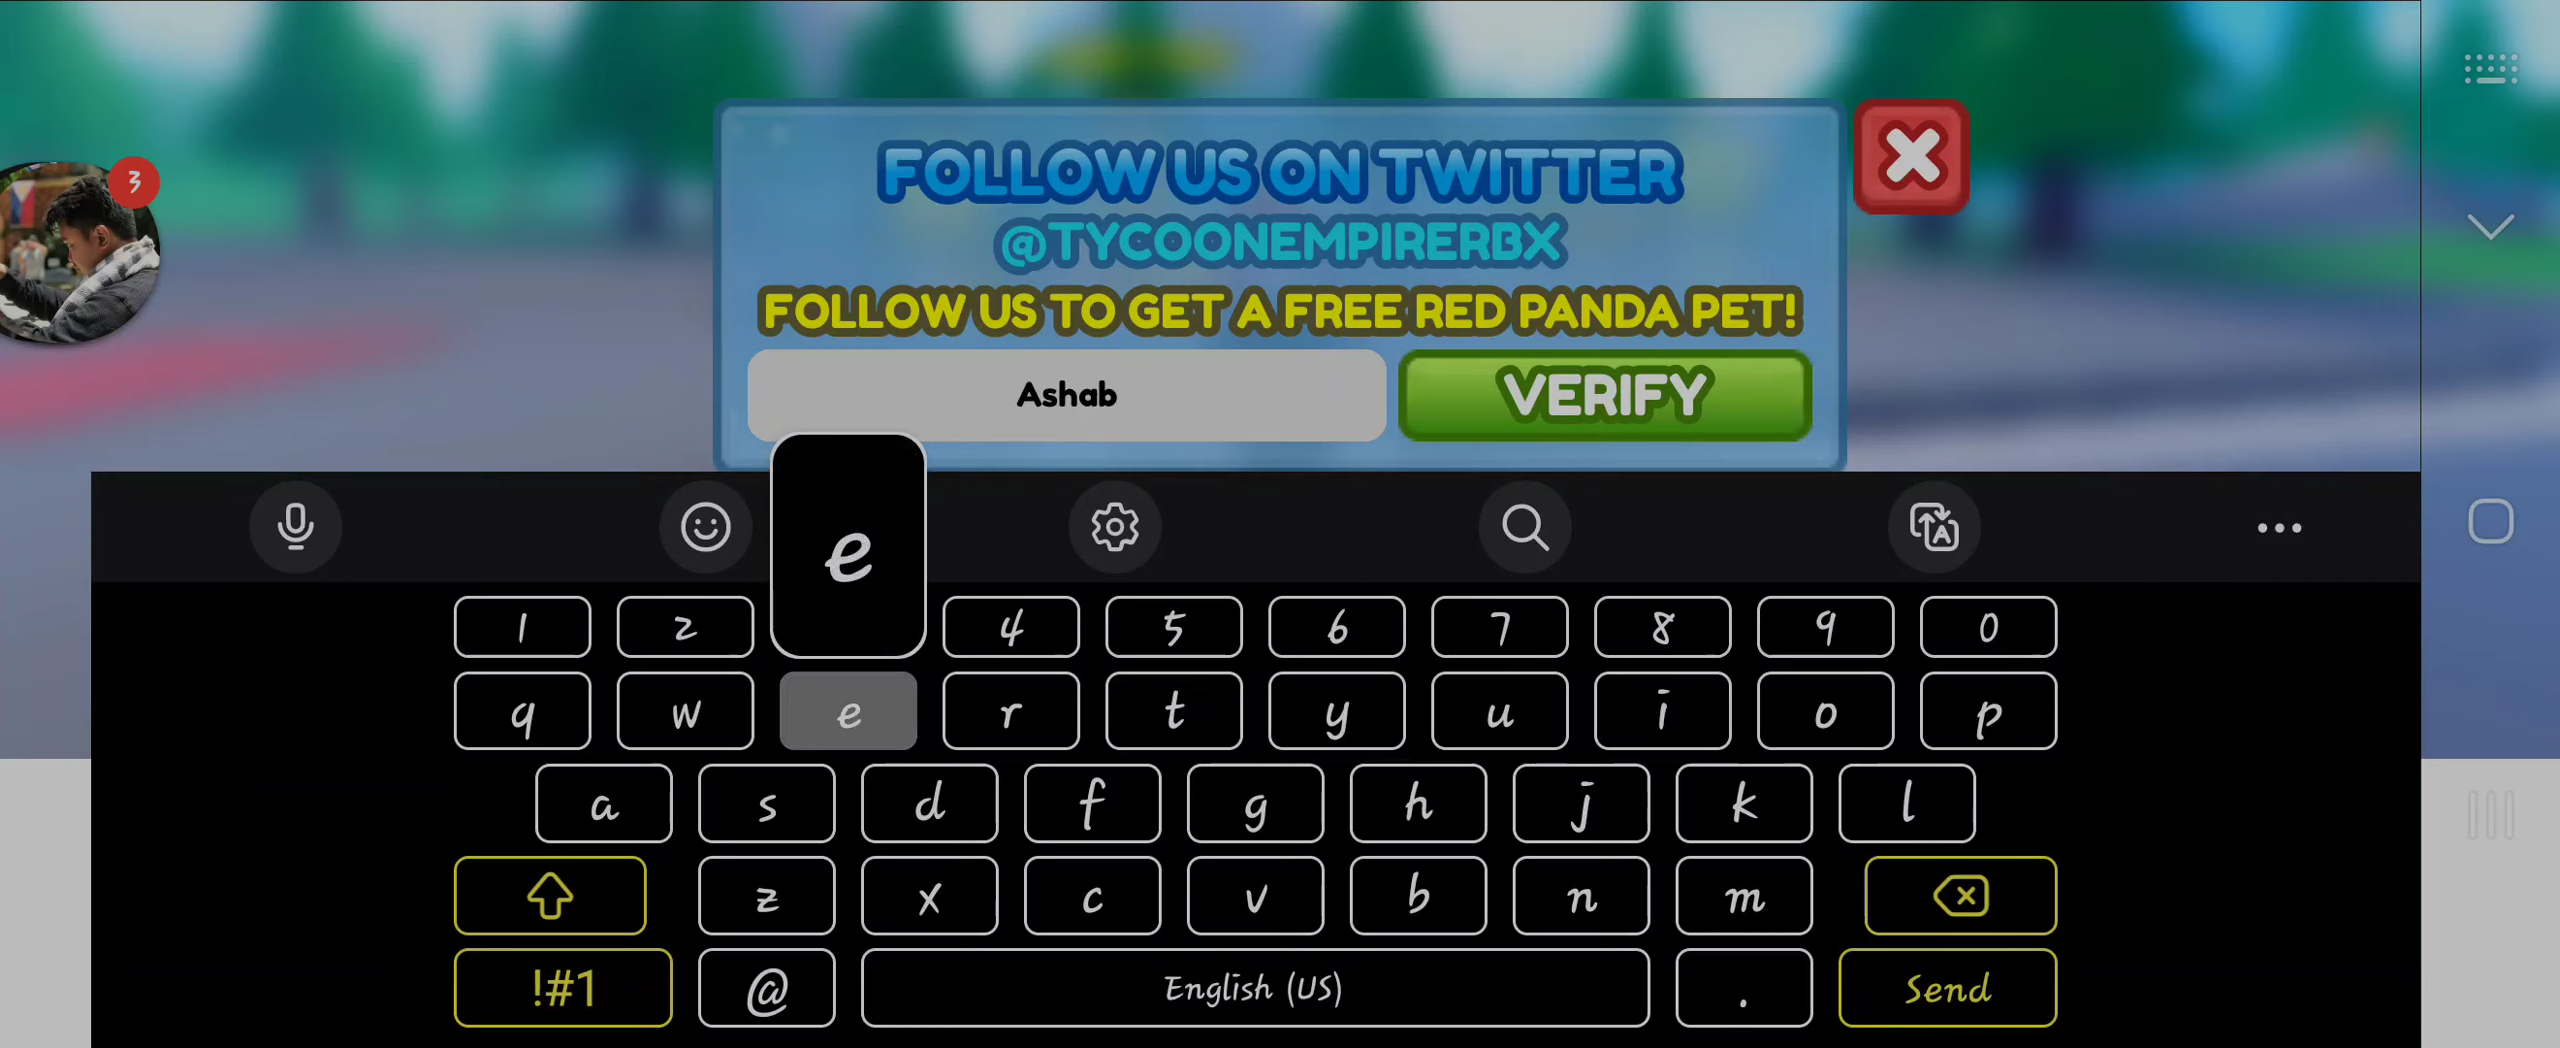 FOLLOW US ON TWITTER
@TYCOONEMPIRERBX
FOLLOW US TO GET A FREE RED PANDA PET!
Ashab
VERIFY
3
e
1 2 4 5 6 7 8 9 0
q w e r t y u i o p
a s d f g h j k l
z x c v b n m
!#1 @ English (US) . Send